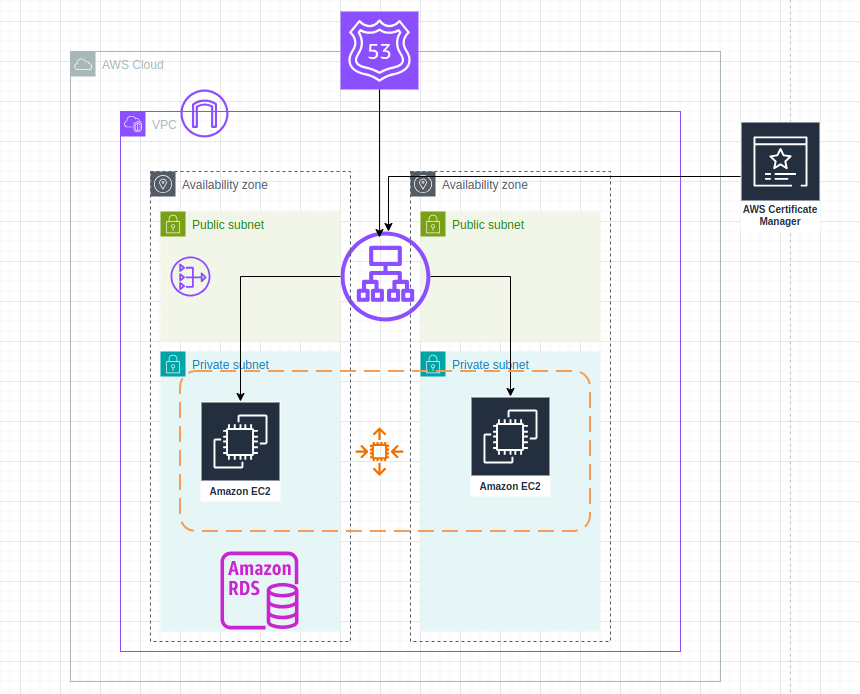 53
AWS Cloud
VPC
Availability zone
Availability zone
AWS Certificate
Manager
Public subnet
Public subnet
Private subnet
Private subnet
Amazon EC2
Amazon EC2
Amazon
RDS